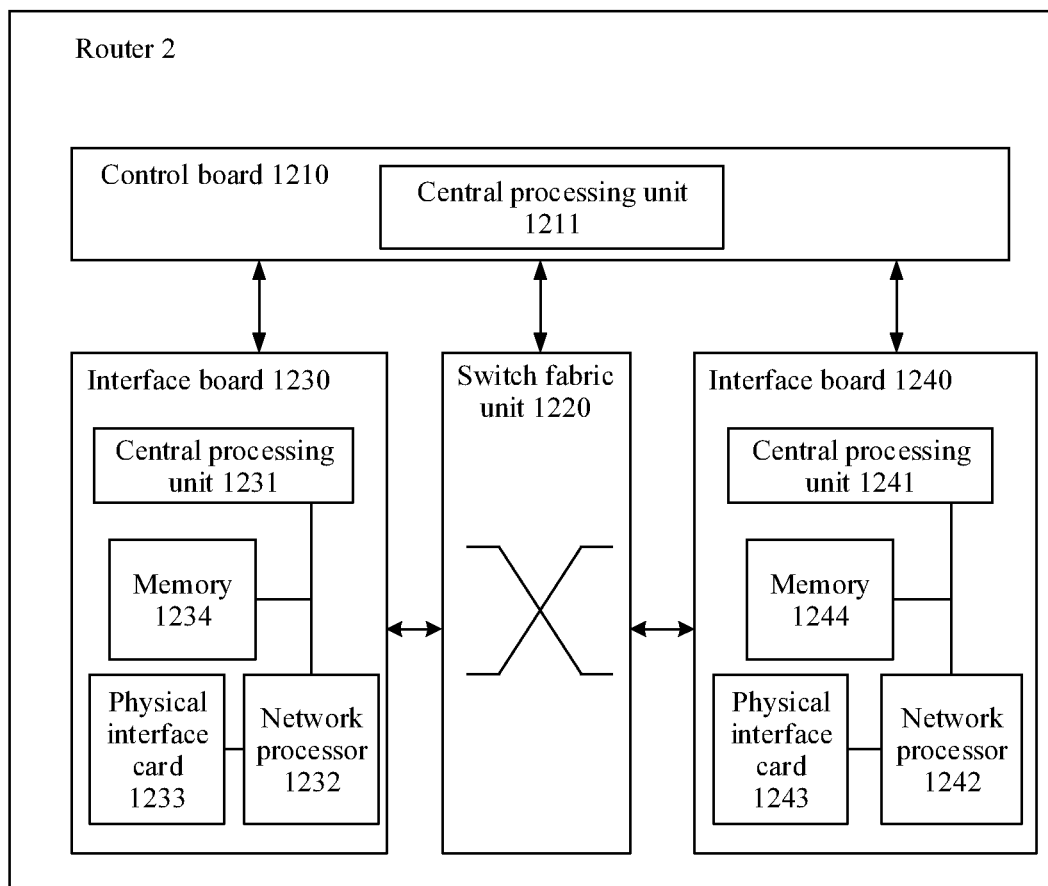 Router 2
Control board 1210
Central processing unit
1211
Interface board 1230
Central processing
unit 1231
Memory
1234
Physical
interface
card
1233
Network
processor
1232
Switch fabric
unit 1220
Interface board 1240
Central processing
unit 1241
Memory
1244
Physical
interface
card
1243
Network
processor
1242